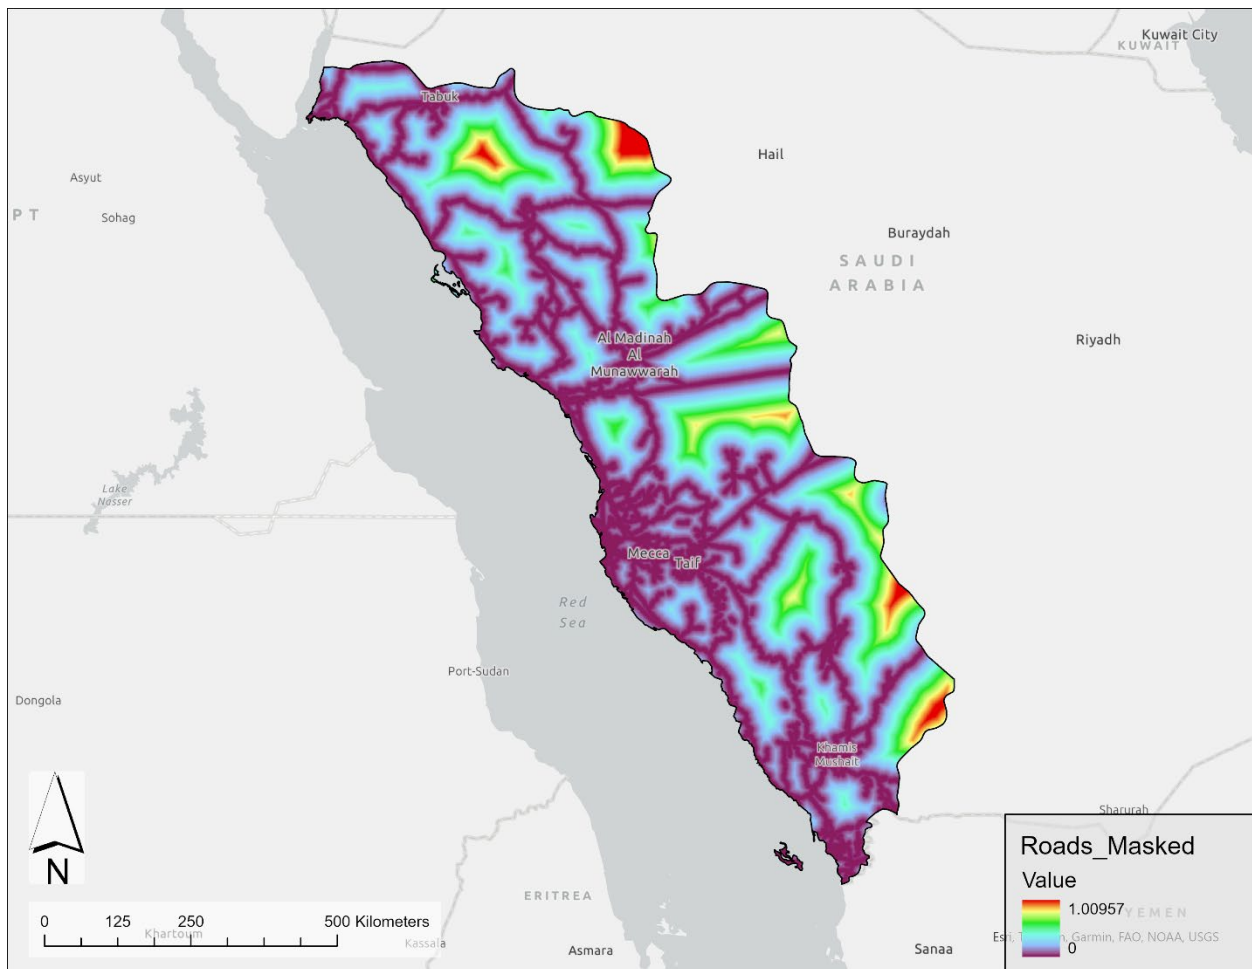 Kuwait City
KUWAIT
Tabuk
Hail
Asyut
PT
Sohag
Buraydah
SAUDI
ARABIA
Al Madinah
Al
Munawwarah
Riyadh
Lake
Nasser
Mecca
Taif
Red
Sea
Port-Sudan
Dongola
Khamis
Mushait
Sharurah
N
Roads_Masked
Value
1.00957
0
YEMEN
ERITREA
0 125 250 500 Kilometers
Khartoum
Kassala
Asmara
Sanaa
Esri, Garmin, FAO, NOAA, USGS